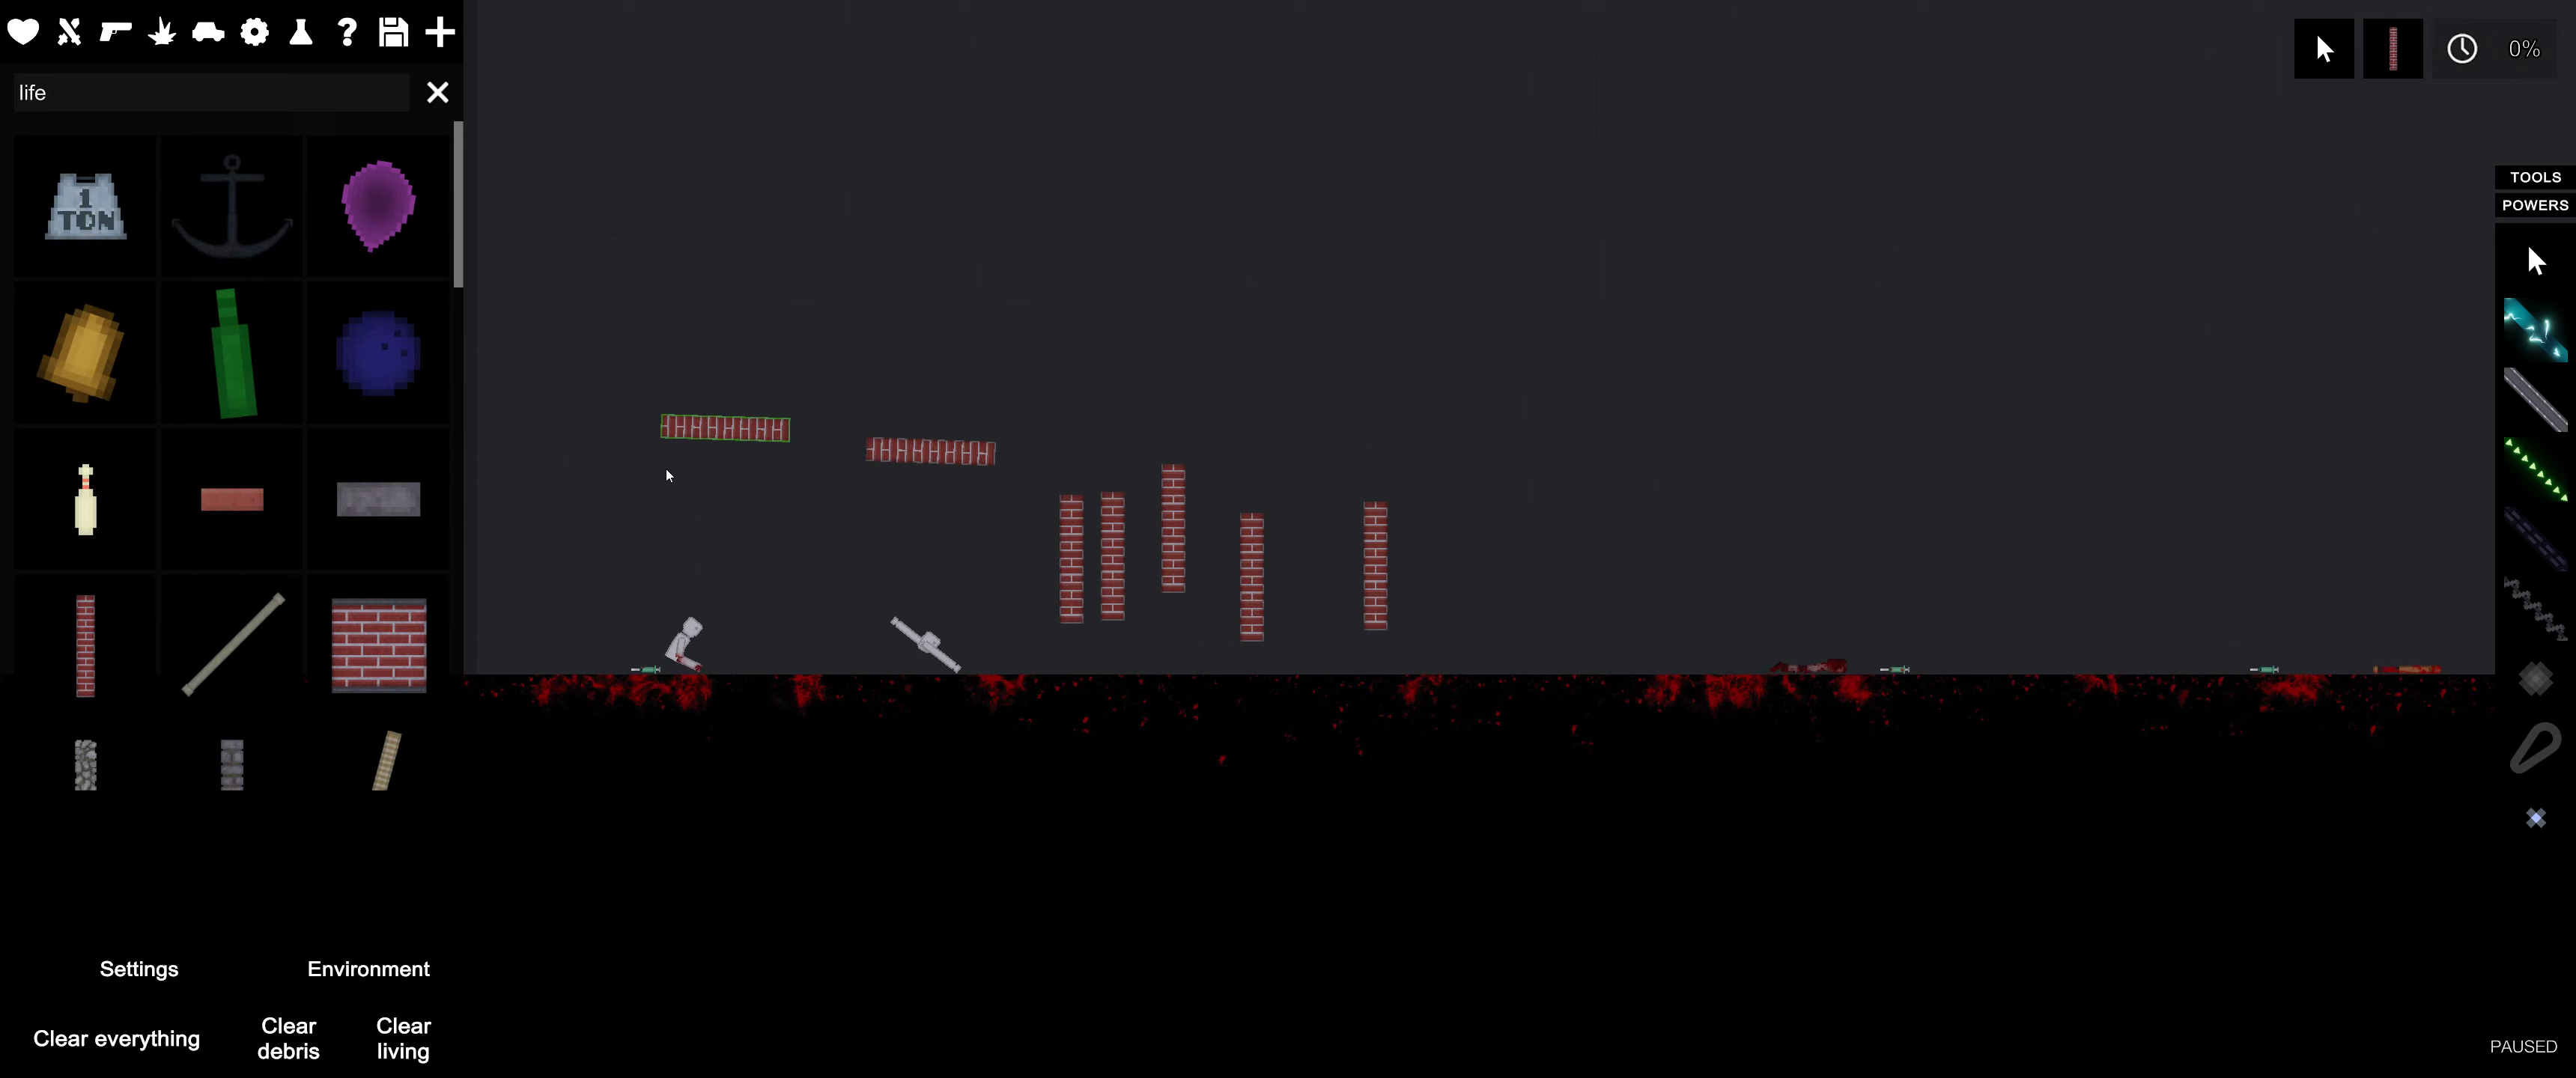 0%
life
TOOLS
POWERS
1
TON
Settings
Environment
Clear everything
Clear
debris
Clear
living
PAUSED